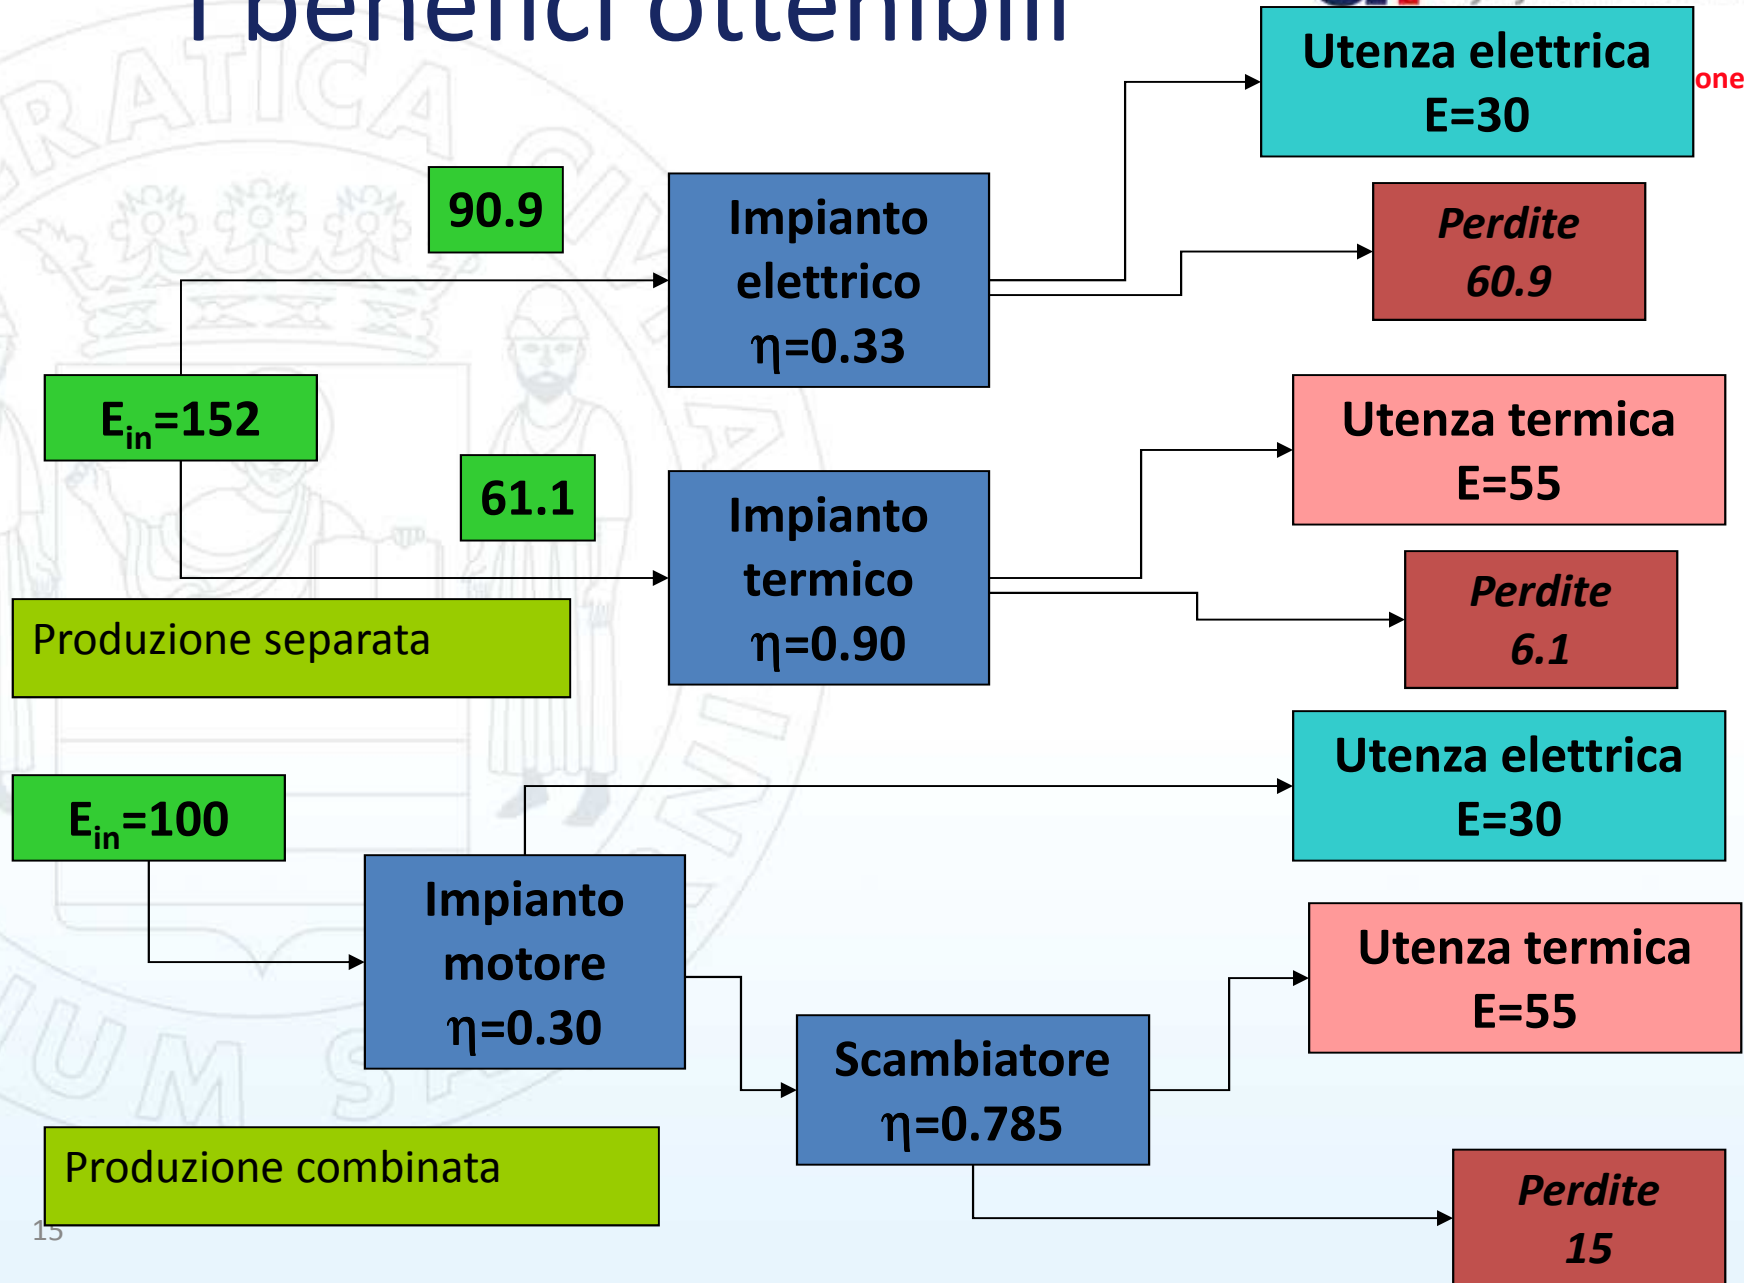 I benefici ottenibili
Utenza elettrica
E=30
one
90.9
Impianto
elettrico
η=0.33
Perdite
60.9
E_in=152
Utenza termica
E=55
61.1
Impianto
termico
η=0.90
Perdite
6.1
Produzione separata
Utenza elettrica
E=30
E_in=100
Impianto
motore
η=0.30
Utenza termica
E=55
Scambiatore
η=0.785
Produzione combinata
Perdite
15
15